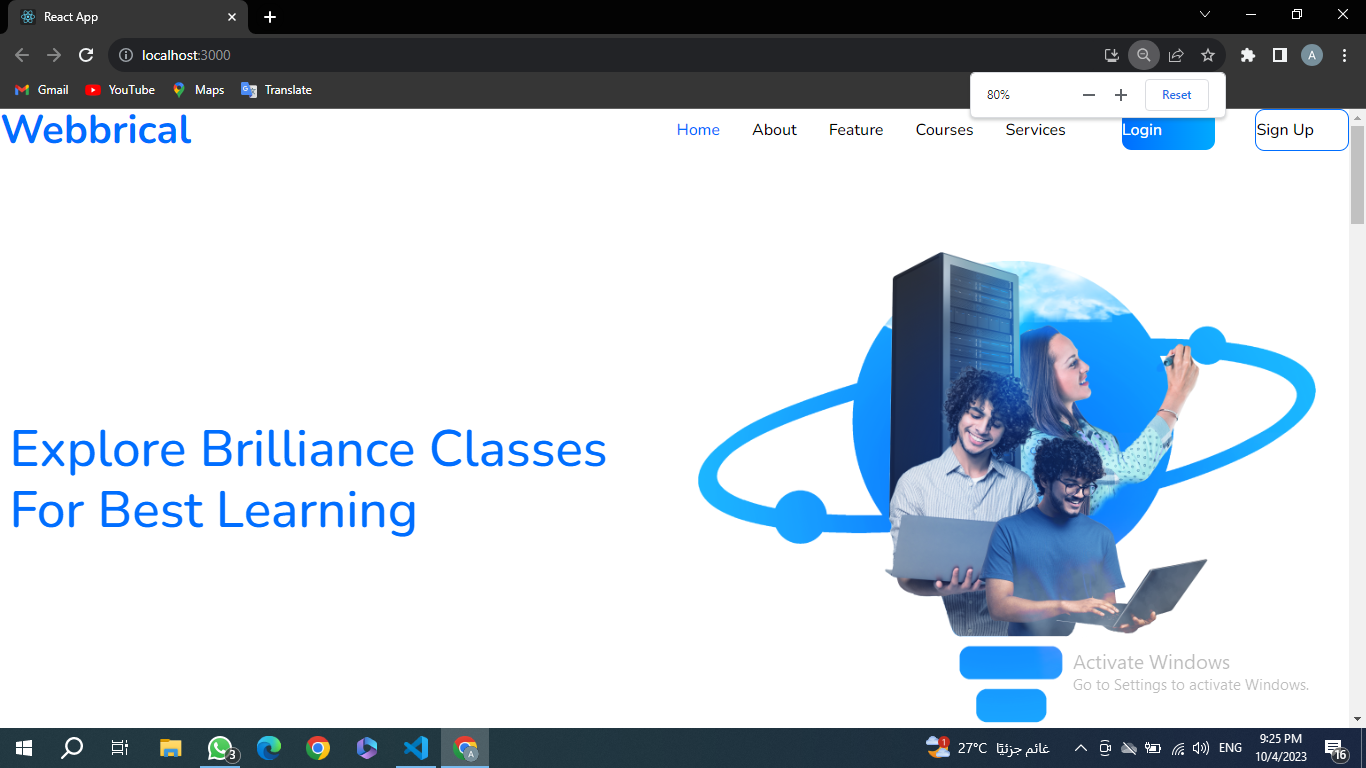 React App
localhost:3000
Gmail YouTube Maps Translate
80% Reset
Webbrical
Home About Feature Courses Services Login Sign Up
Explore Brilliance Classes
For Best Learning
Activate Windows
Go to Settings to activate Windows.
3
A
1
27°C غائم جزئيًا
ENG
9:25 PM
10/4/2023
16